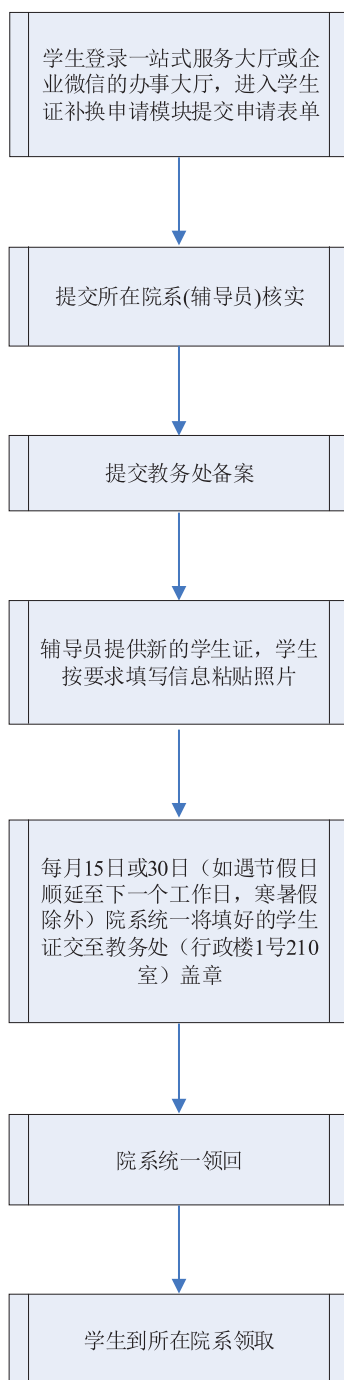 学生登录一站式服务大厅或企
业微信的办事大厅，进入学生
证补换申请模块提交申请表单
提交所在院系(辅导员)核实
提交教务处备案
辅导员提供新的学生证，学生
按要求填写信息粘贴照片
每月15日或30日（如遇节假日
顺延至下一个工作日，寒暑假
除外）院系统一将填好的学生
证交至教务处（行政楼1号210
室）盖章
院系统一领回
学生到所在院系领取